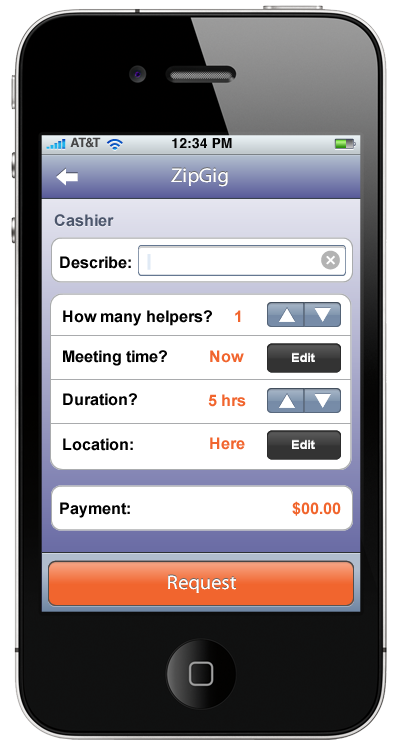 AT&T 12:34 PM
ZipGig
Cashier
Describe:
How many helpers? 1
Meeting time? Now Edit
Duration? 5 hrs
Location: Here Edit
Payment: $00.00
Request